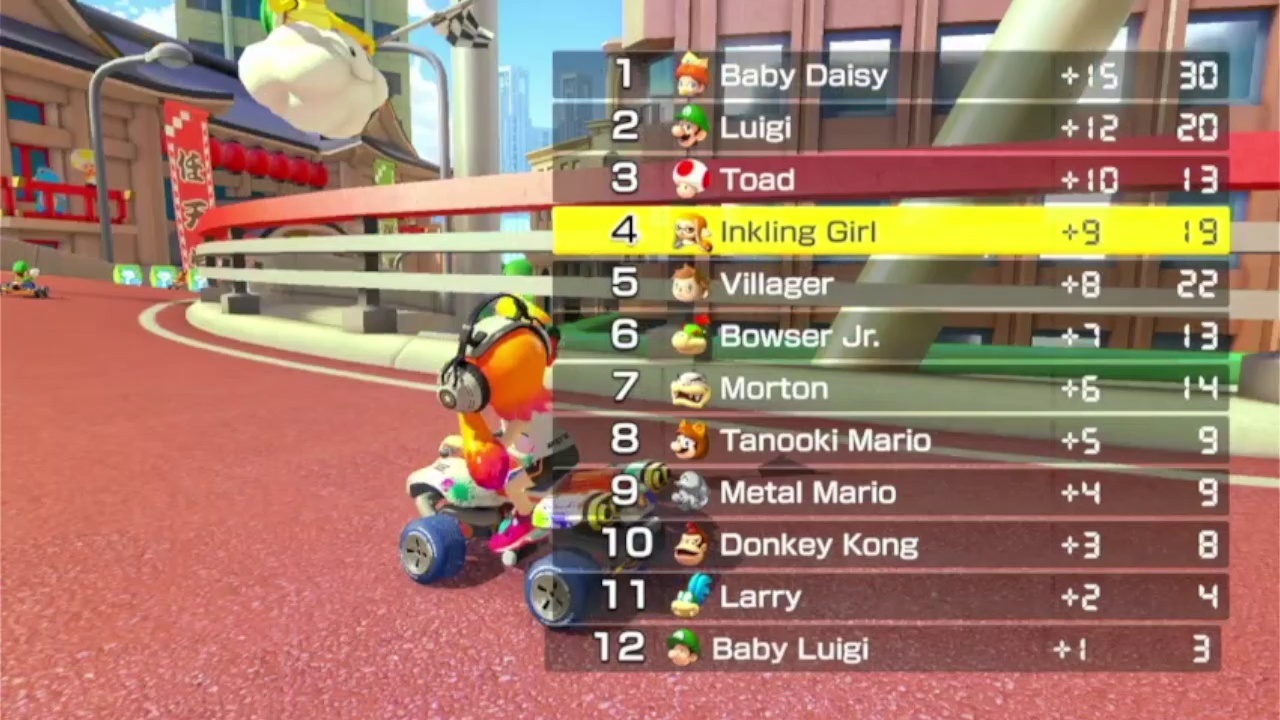 任
天
1 Baby Daisy +15 30
2 Luigi +12 20
3 Toad +10 13
4 Inkling Girl +9 19
5 Villager +8 22
6 Bowser Jr. +7 13
7 Morton +6 14
8 Tanooki Mario +5 9
9 Metal Mario +4 9
10 Donkey Kong +3 8
11 Larry +2 4
12 Baby Luigi +1 3